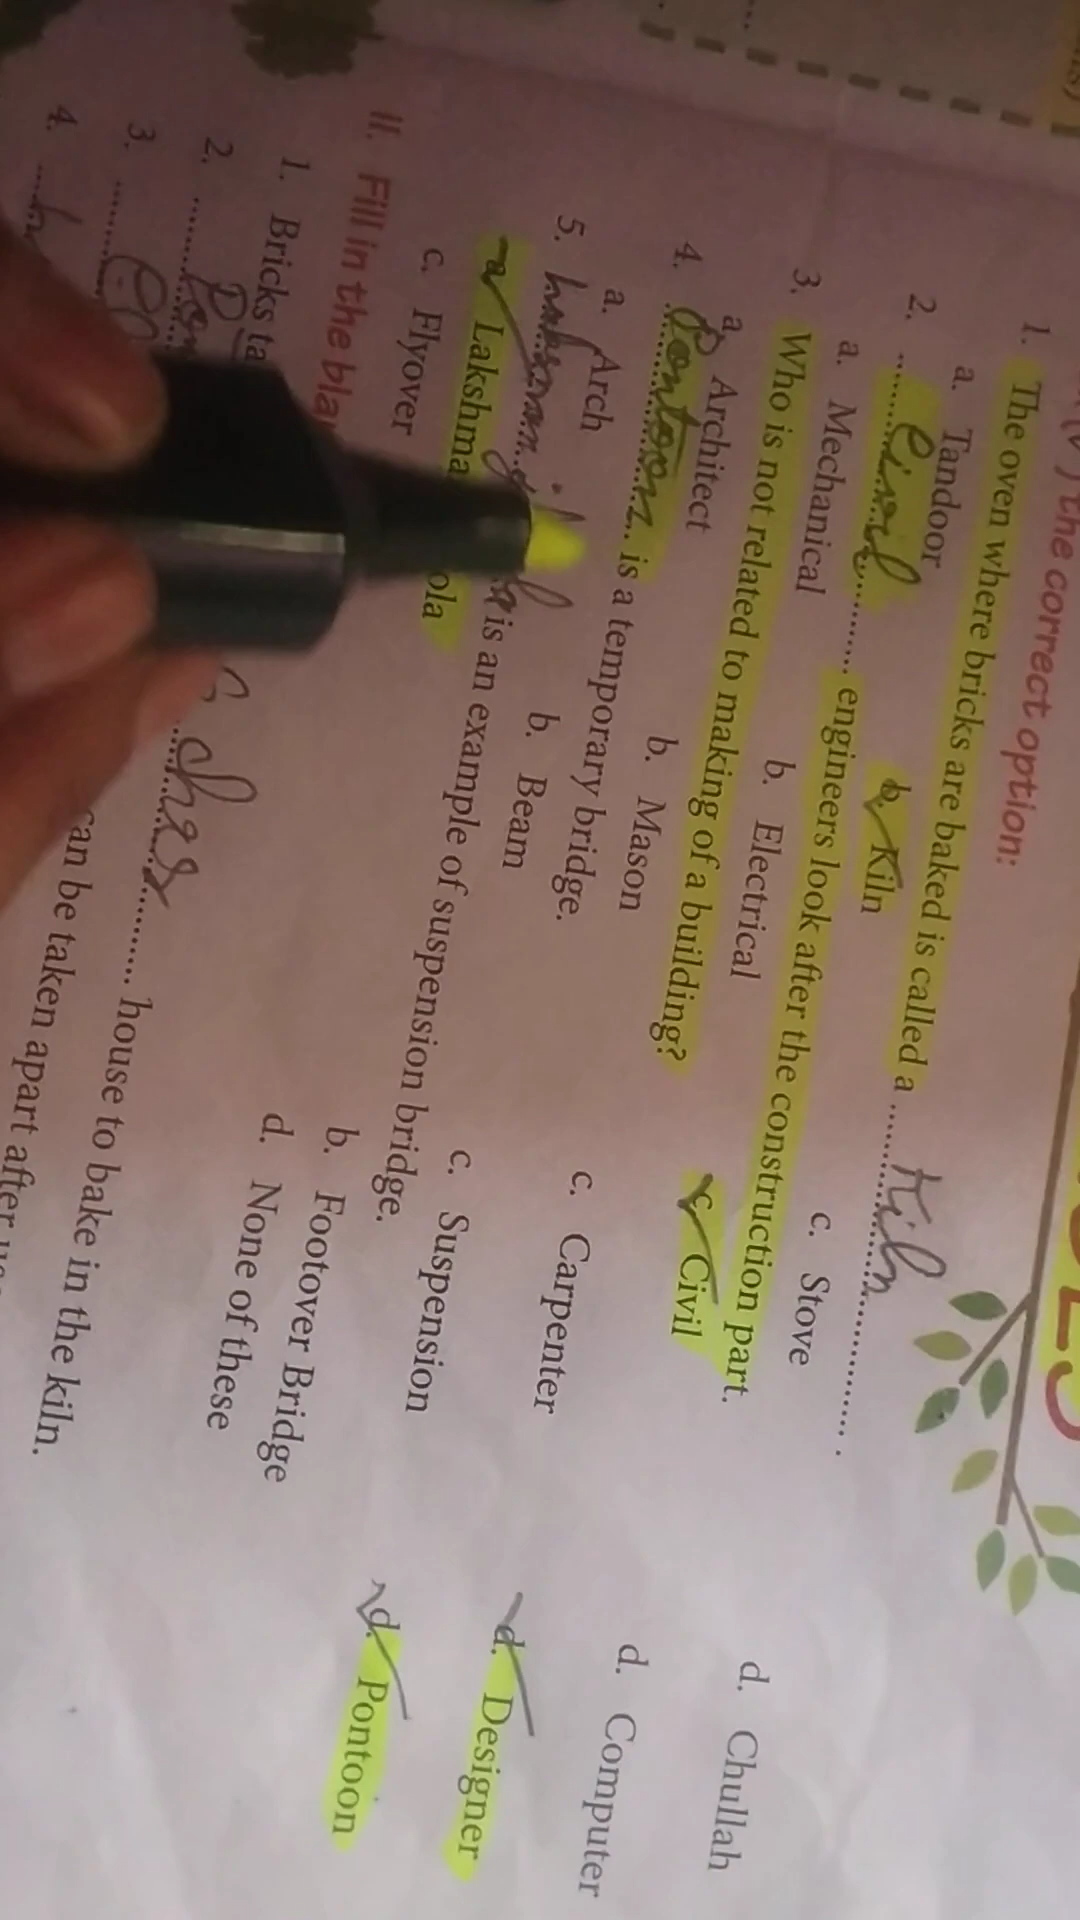 the correct option:
1. The oven where bricks are baked is called a ....Kiln....
a. Tandoor b. Kiln c. Stove d. Chullah
2. ....Civil.... engineers look after the construction part.
a. Mechanical b. Electrical c. Civil d. Computer
3. Who is not related to making of a building?
a. Architect b. Mason c. Carpenter d. Designer
4. Pontoon is a temporary bridge.
a. Arch b. Beam c. Suspension d. Pontoon
5. is an example of suspension bridge.
a. b. Footover Bridge
c. Flyover d. None of these
II. Fill in the
1. Bricks house to bake in the kiln.
2. can be taken apart after
3.
4.